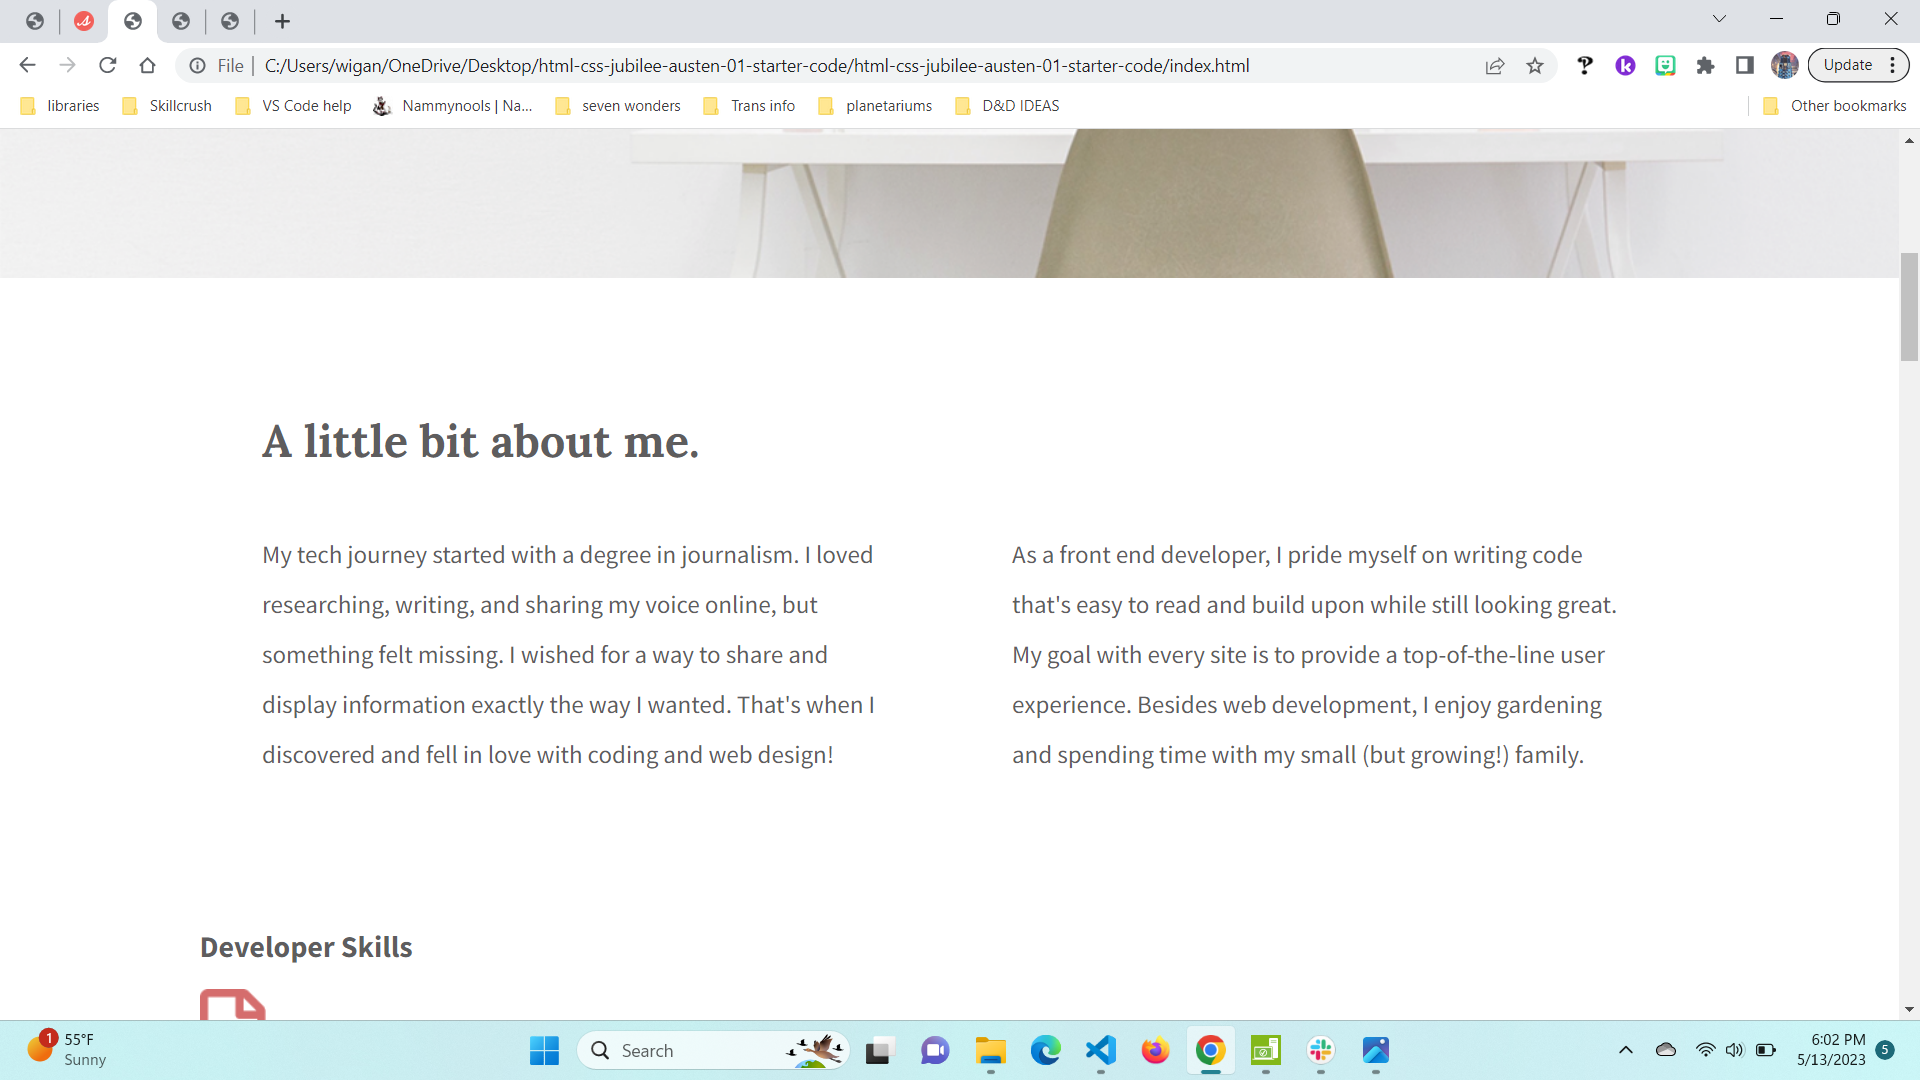 File
C:/Users/wigan/OneDrive/Desktop/html-css-jubilee-austen-01-starter-code/html-css-jubilee-austen-01-starter-code/index.html
Update
libraries
Skillcrush
VS Code help
Nammynools | Na...
seven wonders
Trans info
planetariums
D&D IDEAS
Other bookmarks
A little bit about me.
My tech journey started with a degree in journalism. I loved
researching, writing, and sharing my voice online, but
something felt missing. I wished for a way to share and
display information exactly the way I wanted. That's when I
discovered and fell in love with coding and web design!
As a front end developer, I pride myself on writing code
that's easy to read and build upon while still looking great.
My goal with every site is to provide a top-of-the-line user
experience. Besides web development, I enjoy gardening
and spending time with my small (but growing!) family.
Developer Skills
1
55°F
Sunny
Search
6:02 PM
5/13/2023
5